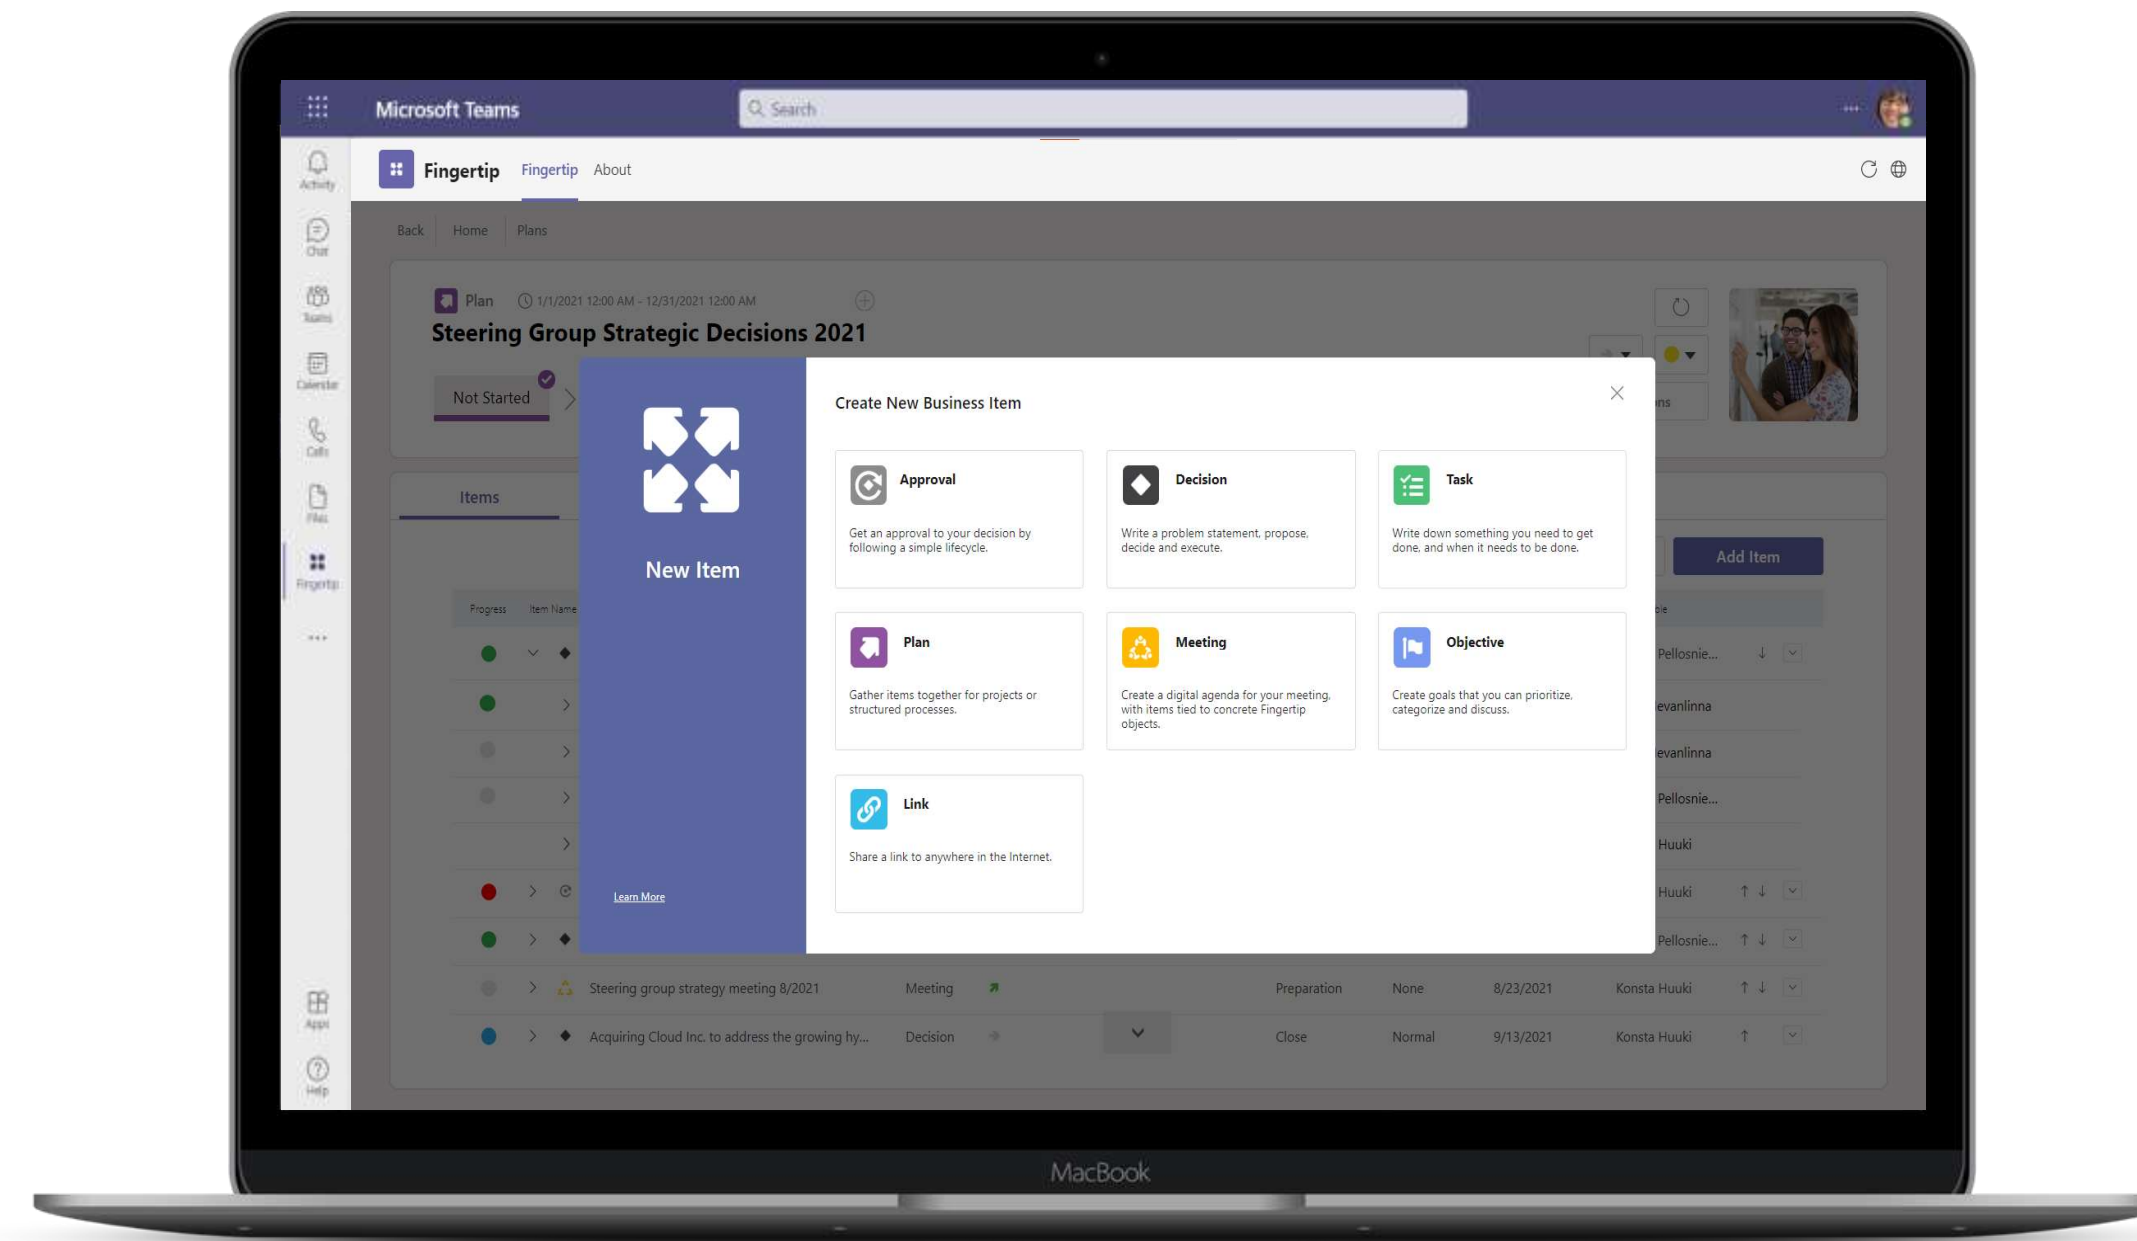 Microsoft Teams
Search
Activity
Chat
Teams
Calendar
Calls
Files
Fingertip
Apps
Help
Fingertip Fingertip About
Back Home Plans
Plan 1/1/2021 12:00 AM - 12/31/2021 12:00 AM
Steering Group Strategic Decisions 2021
Not Started
Items
Add Item
Progress Item Name
New Item
Learn More
Create New Business Item
Approval
Get an approval to your decision by
following a simple lifecycle.
Decision
Write a problem statement, propose,
decide and execute.
Task
Write down something you need to get
done, and when it needs to be done.
Plan
Gather items together for projects or
structured processes.
Meeting
Create a digital agenda for your meeting,
with items tied to concrete Fingertip
objects.
Objective
Create goals that you can prioritize,
categorize and discuss.
Link
Share a link to anywhere in the Internet.
Pellosnie...
evanlinna
evanlinna
Pellosnie...
Huuki
Huuki
Pellosnie...
Steering group strategy meeting 8/2021 Meeting Preparation None 8/23/2021 Konsta Huuki
Acquiring Cloud Inc. to address the growing hy... Decision Close Normal 9/13/2021 Konsta Huuki
MacBook